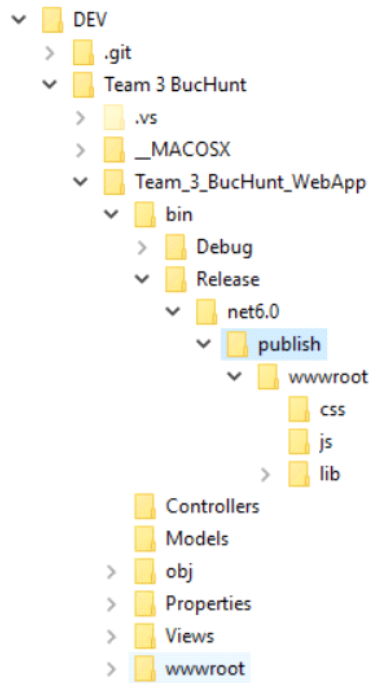 DEV
.git
Team 3 BucHunt
.vs
__MACOSX
Team_3_BucHunt_WebApp
bin
Debug
Release
net6.0
publish
wwwroot
css
js
lib
Controllers
Models
obj
Properties
Views
wwwroot